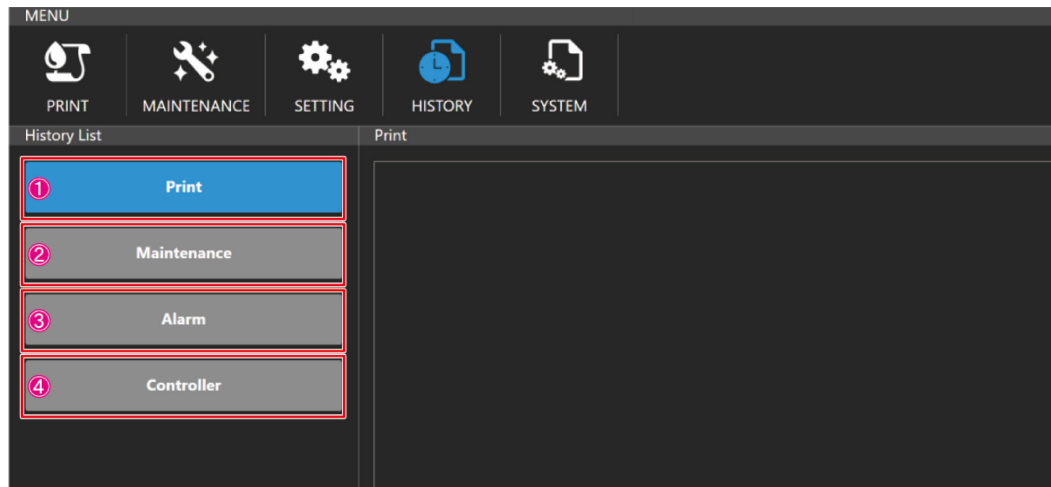 MENU
PRINT MAINTENANCE SETTING HISTORY SYSTEM
History List Print
1 Print
2 Maintenance
3 Alarm
4 Controller